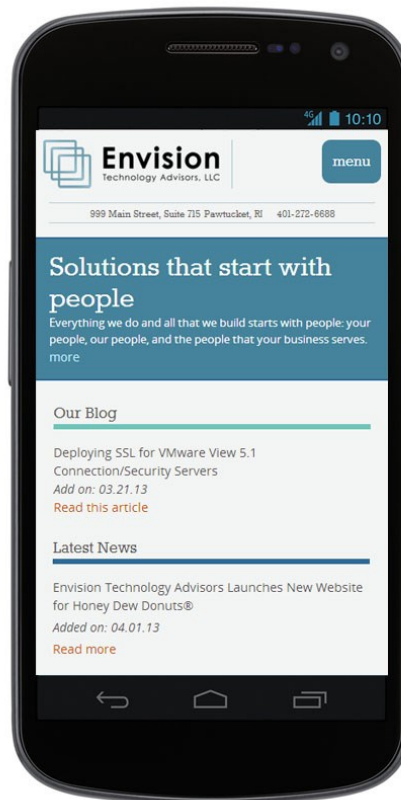 4G 10:10
Envision
Technology Advisors, LLC
menu
999 Main Street, Suite 715 Pawtucket, RI 401-272-6688
Solutions that start with
people
Everything we do and all that we build starts with people: your
people, our people, and the people that your business serves.
more
Our Blog
Deploying SSL for VMware View 5.1
Connection/Security Servers
Add on: 03.21.13
Read this article
Latest News
Envision Technology Advisors Launches New Website
for Honey Dew Donuts®
Added on: 04.01.13
Read more